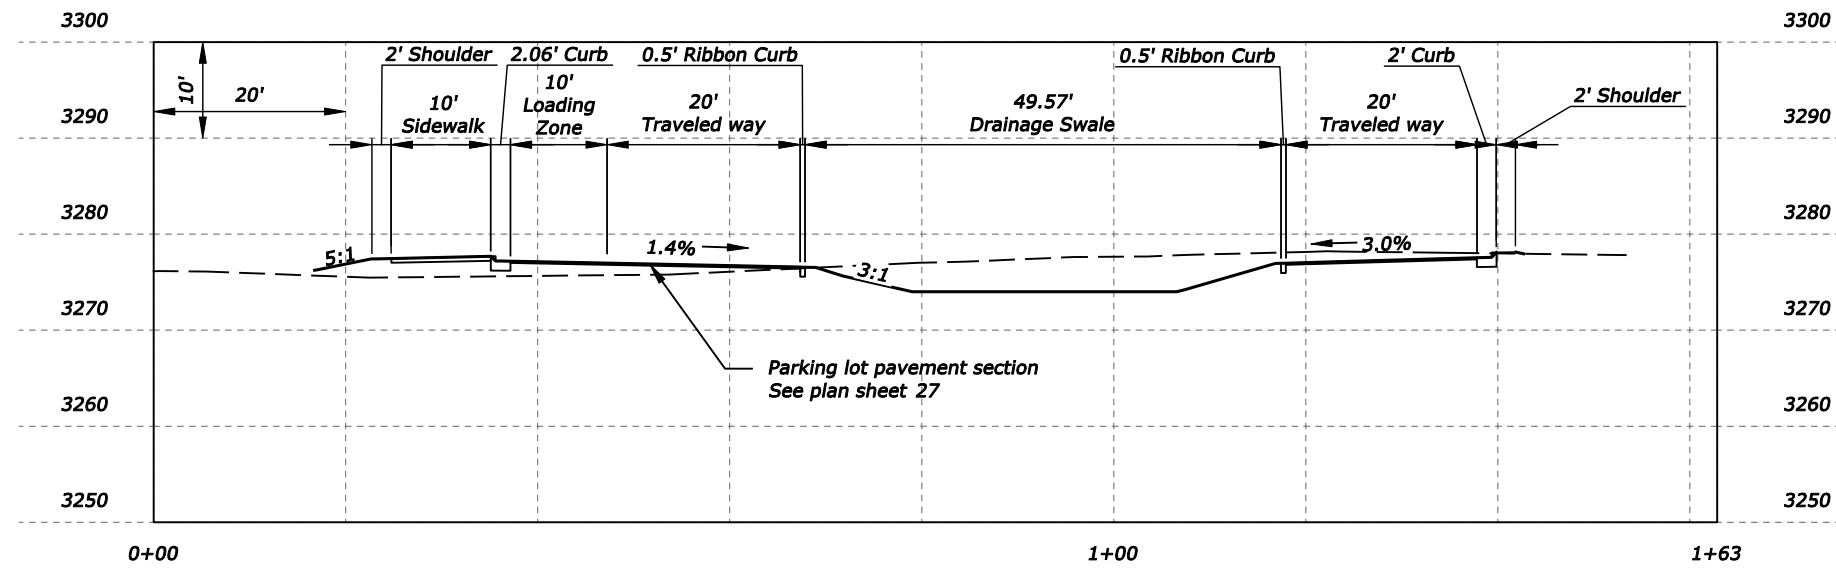 3300
3300
2' Shoulder
2.06' Curb
0.5' Ribbon Curb
0.5' Ribbon Curb
2' Curb
10'
20'
10'
Sidewalk
10'
Loading
Zone
20'
Traveled way
49.57'
Drainage Swale
20'
Traveled way
2' Shoulder
3290
3290
3280
3280
5:1
1.4%
3:1
3.0%
3270
3270
Parking lot pavement section
See plan sheet 27
3260
3260
3250
3250
0+00
1+00
1+63